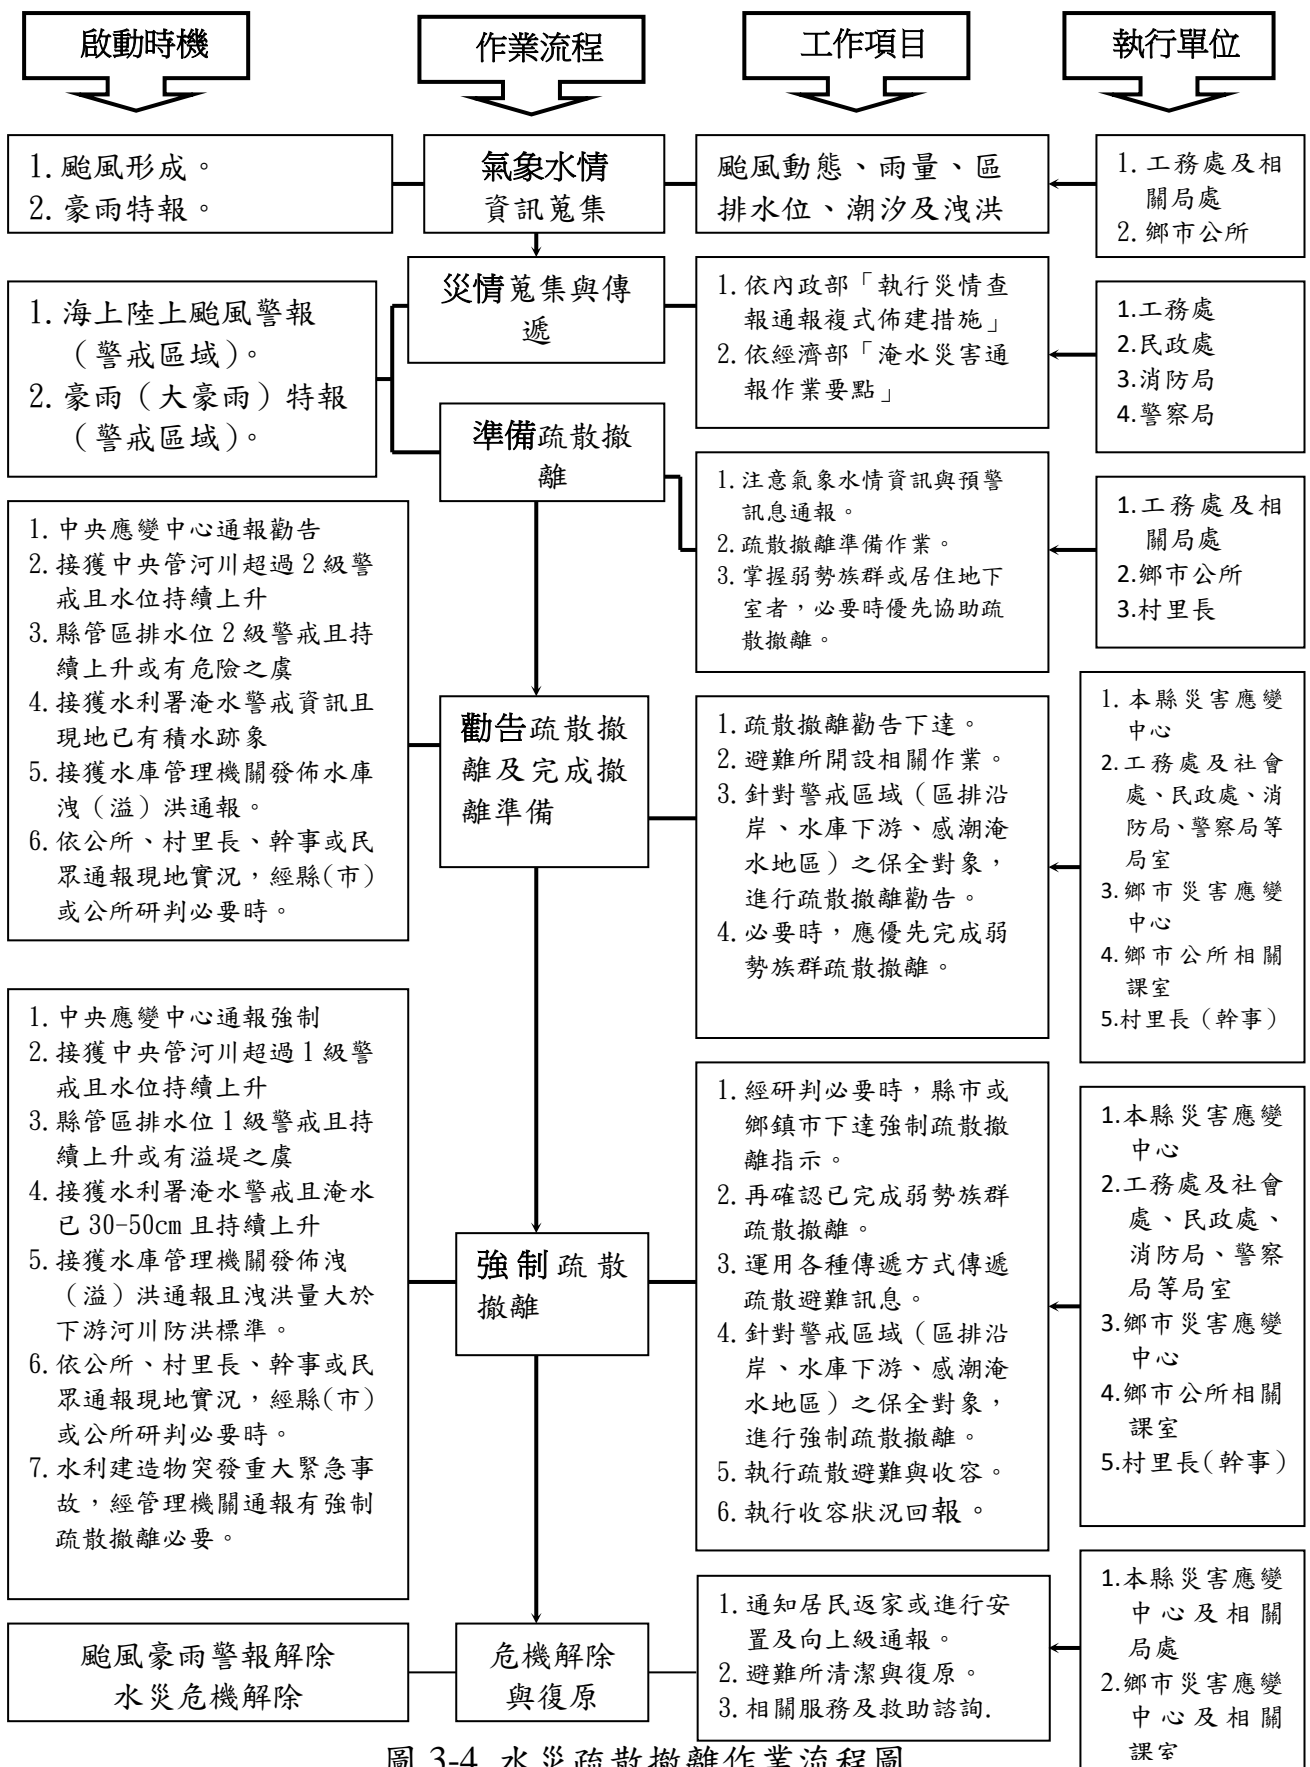 啟動時機
作業流程
工作項目
執行單位
1.颱風形成。
2.豪雨特報。
氣象水情
資訊蒐集
颱風動態、雨量、區
排水位、潮汐及洩洪
1.工務處及相
關局處
2.鄉市公所
1.海上陸上颱風警報
（警戒區域）。
2.豪雨（大豪雨）特報
（警戒區域）。
災情蒐集與傳
遞
1.依內政部「執行災情查
報通報複式佈建措施」
2.依經濟部「淹水災害通
報作業要點」
1.工務處
2.民政處
3.消防局
4.警察局
準備疏散撤
離
1.注意氣象水情資訊與預警
訊息通報。
2.疏散撤離準備作業。
3.掌握弱勢族群或居住地下
室者，必要時優先協助疏
散撤離。
1.工務處及相
關局處
2.鄉市公所
3.村里長
1.中央應變中心通報勸告
2.接獲中央管河川超過2級警
戒且水位持續上升
3.縣管區排水位2級警戒且持
續上升或有危險之虞
4.接獲水利署淹水警戒資訊且
現地已有積水跡象
5.接獲水庫管理機關發佈水庫
洩（溢）洪通報。
6.依公所、村里長、幹事或民
眾通報現地實況，經縣(市)
或公所研判必要時。
勸告疏散撤
離及完成撤
離準備
1.疏散撤離勸告下達。
2.避難所開設相關作業。
3.針對警戒區域（區排沿
岸、水庫下游、感潮淹
水地區）之保全對象，
進行疏散撤離勸告。
4.必要時，應優先完成弱
勢族群疏散撤離。
1.本縣災害應變
中心
2.工務處及社會
處、民政處、消
防局、警察局等
局室
3.鄉市災害應變
中心
4.鄉市公所相關
課室
5.村里長（幹事）
1.中央應變中心通報強制
2.接獲中央管河川超過1級警
戒且水位持續上升
3.縣管區排水位1級警戒且持
續上升或有溢堤之虞
4.接獲水利署淹水警戒且淹水
已30-50cm且持續上升
5.接獲水庫管理機關發佈洩
（溢）洪通報且洩洪量大於
下游河川防洪標準。
6.依公所、村里長、幹事或民
眾通報現地實況，經縣(市)
或公所研判必要時。
7.水利建造物突發重大緊急事
故，經管理機關通報有強制
疏散撤離必要。
強制疏散
撤離
1.經研判必要時，縣市或
鄉鎮市下達強制疏散撤
離指示。
2.再確認已完成弱勢族群
疏散撤離。
3.運用各種傳遞方式傳遞
疏散避難訊息。
4.針對警戒區域（區排沿
岸、水庫下游、感潮淹
水地區）之保全對象，
進行強制疏散撤離。
5.執行疏散避難與收容。
6.執行收容狀況回報。
1.本縣災害應變
中心
2.工務處及社會
處、民政處、
消防局、警察
局等局室
3.鄉市災害應變
中心
4.鄉市公所相關
課室
5.村里長(幹事)
颱風豪雨警報解除
水災危機解除
危機解除
與復原
1.通知居民返家或進行安
置及向上級通報。
2.避難所清潔與復原。
3.相關服務及救助諮詢.
1.本縣災害應變
中心及相關
局處
2.鄉市災害應變
中心及相關
課室
圖 3-4 水災疏散撤離作業流程圖